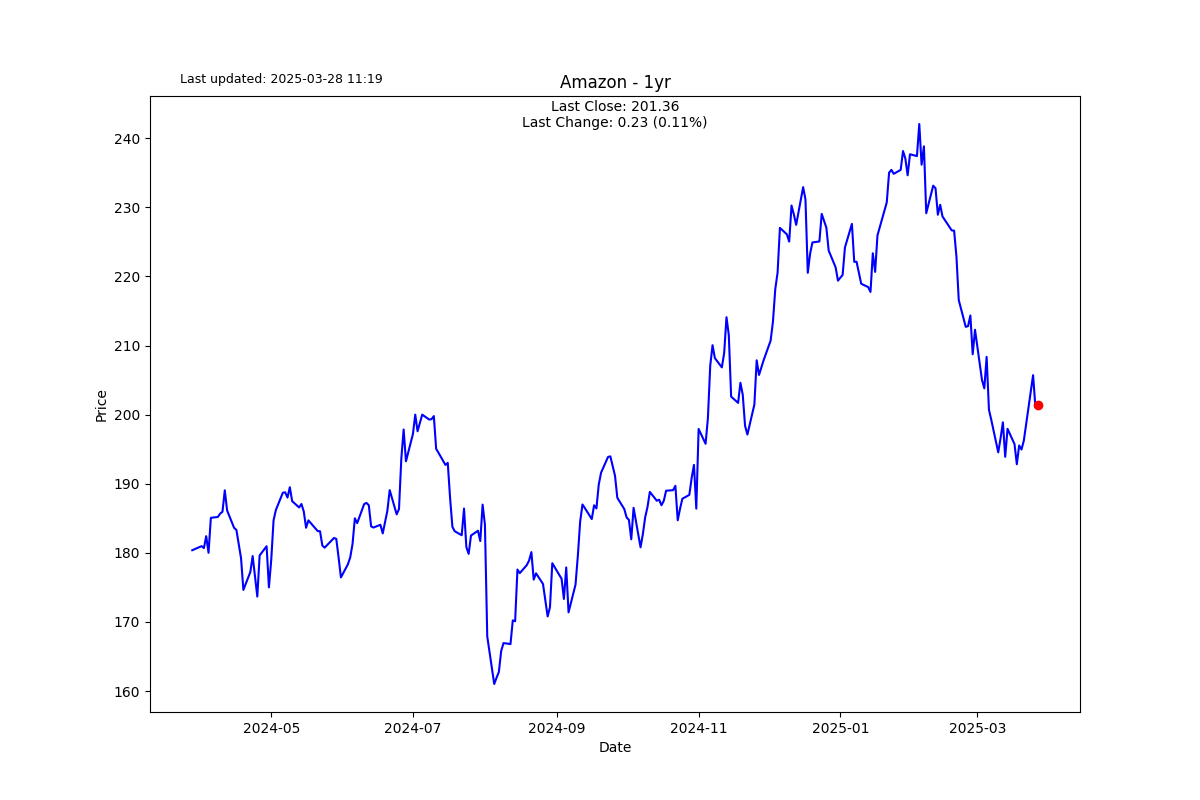 Last updated: 2025-03-28 11:19
Amazon - 1yr
Last Close: 201.36
Last Change: 0.23 (0.11%)
240
230
220
210
200
190
180
170
160
Price
2024-05
2024-07
2024-09
2024-11
2025-01
2025-03
Date